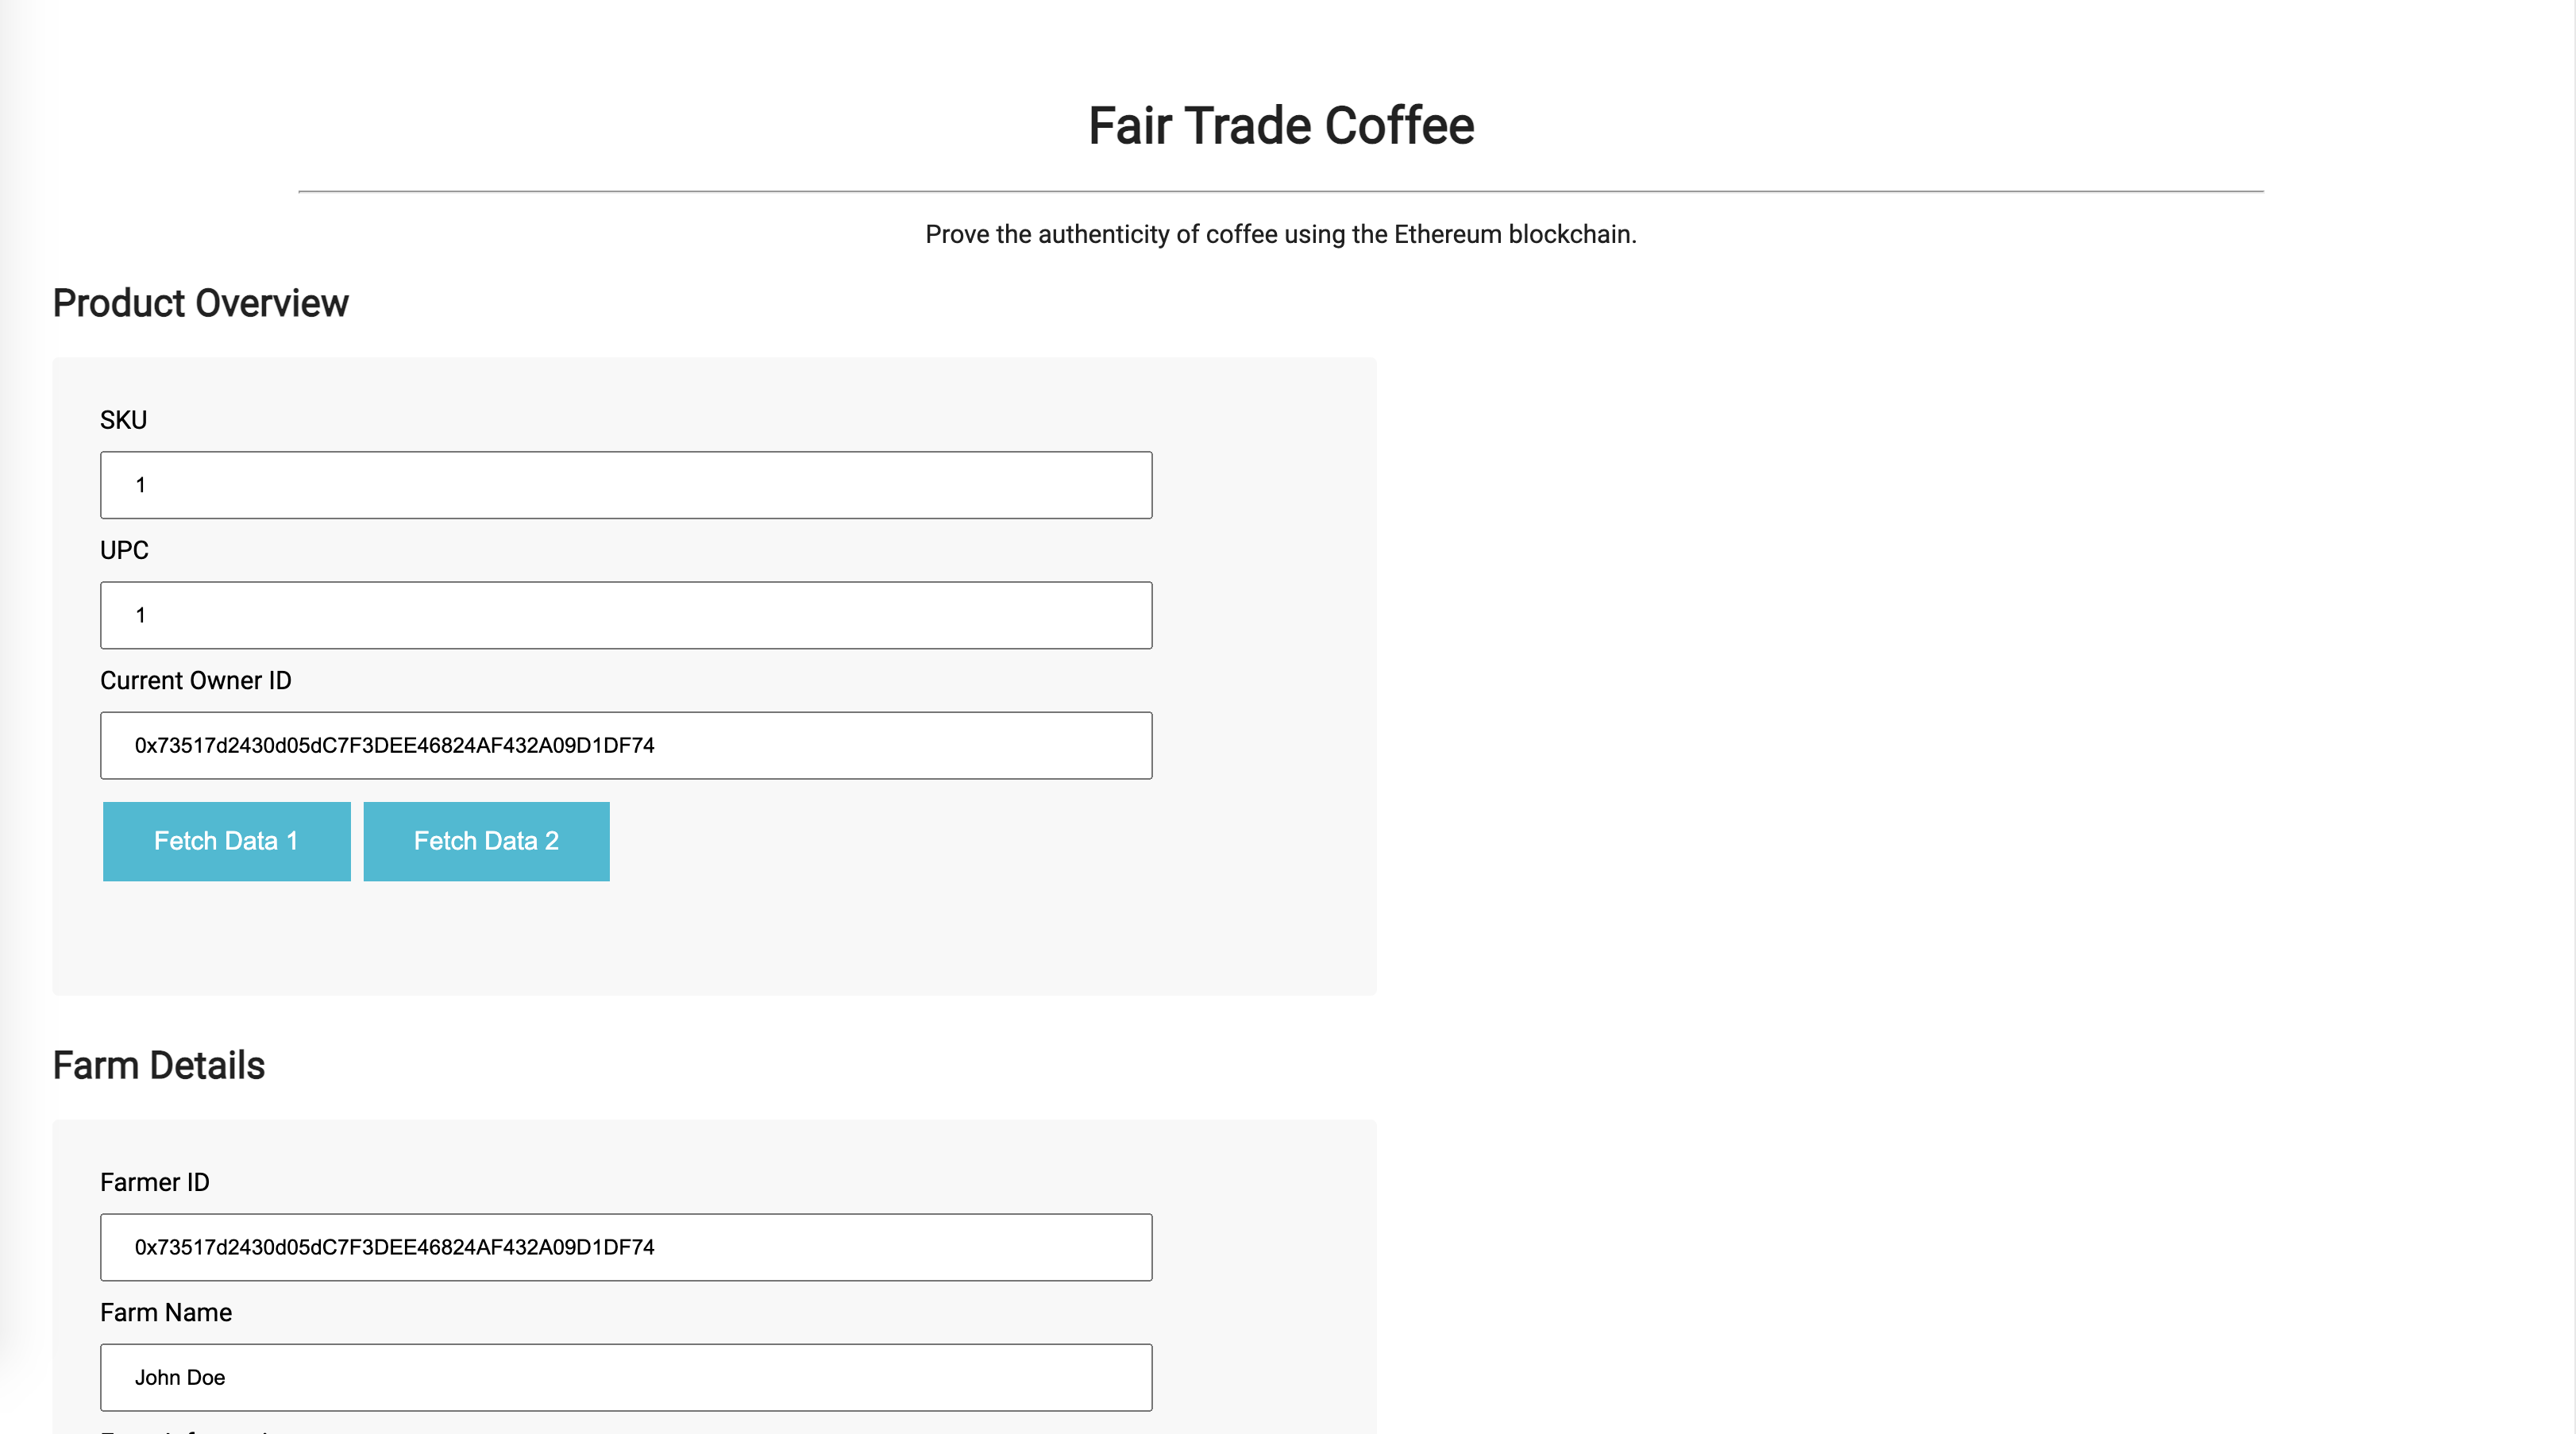 Fair Trade Coffee
Prove the authenticity of coffee using the Ethereum blockchain.
Product Overview
SKU
1
UPC
1
Current Owner ID
0x73517d2430d05dC7F3DEE46824AF432A09D1DF74
Fetch Data 1 Fetch Data 2
Farm Details
Farmer ID
0x73517d2430d05dC7F3DEE46824AF432A09D1DF74
Farm Name
John Doe